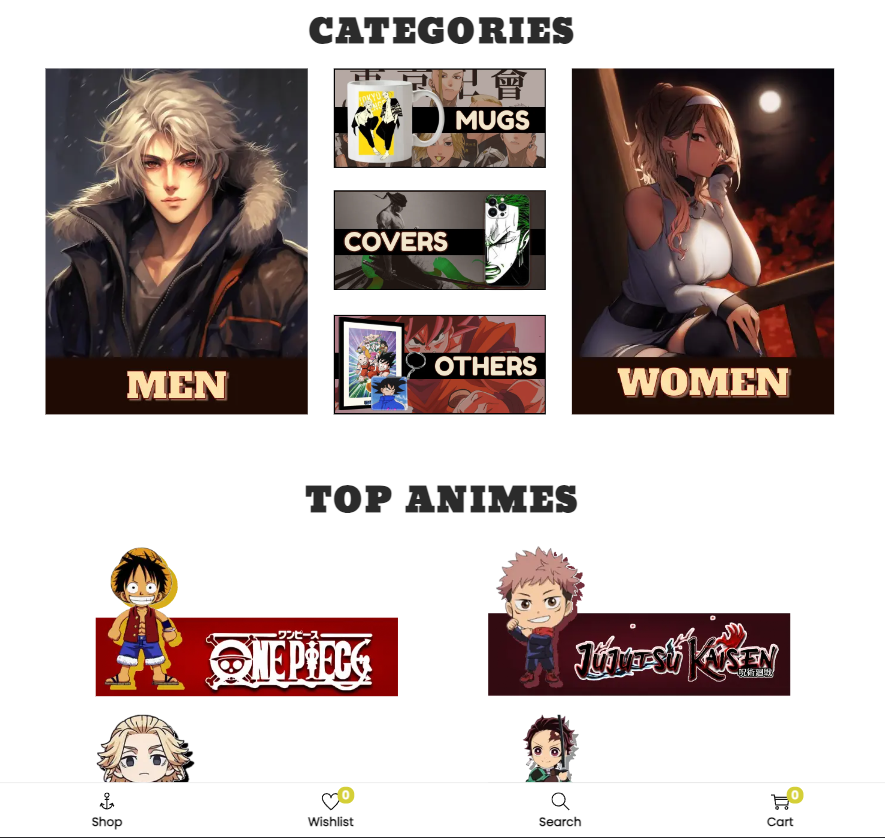 CATEGORIES
MUGS
COVERS
OTHERS
MEN
WOMEN
TOP ANIMES
ワンピース
ONE PIECE
JUJUTSU KAISEN
呪術廻戦
0
0
Shop
Wishlist
Search
Cart